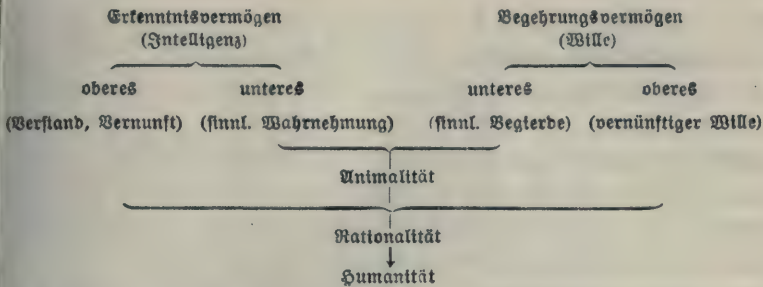 Erkenntnisvermögen Begehrungsvermögen
(Intelligenz) (Wille)
oberes unteres unteres oberes
(Verstand, Vernunft) (sinnl. Wahrnehmung) (sinnl. Begierde) (vernünftiger Wille)
Animalität
Rationalität
Humanität